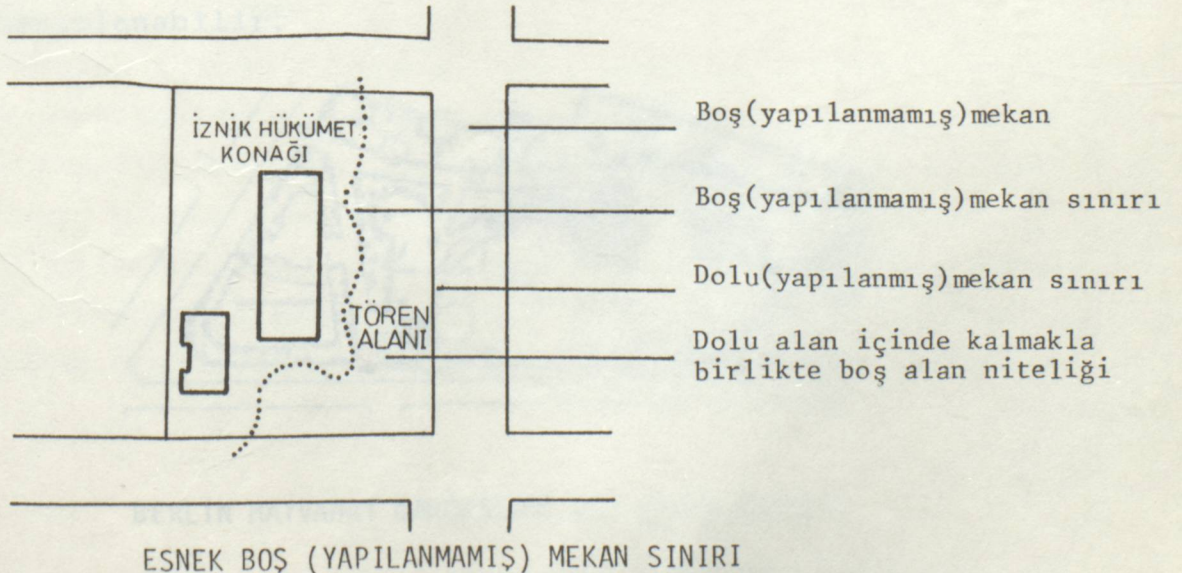 İZNİK HÜKÜMET
KONAĞI
TÖREN
ALANI
Boş(yapılanmamış)mekan
Boş(yapılanmamış)mekan sınırı
Dolu(yapılanmış)mekan sınırı
Dolu alan içinde kalmakla
birlikte boş alan niteliği
ESNEK BOŞ (YAPILANMAMIŞ) MEKAN SINIRI